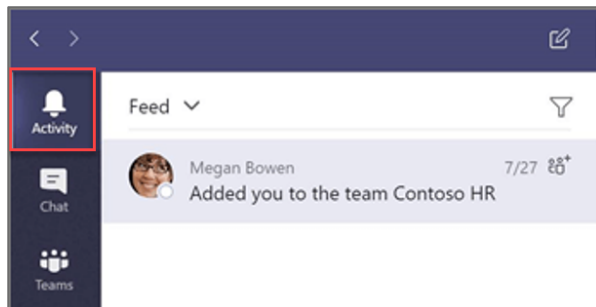 Activity
Chat
Teams
Feed
Megan Bowen 7/27
Added you to the team Contoso HR